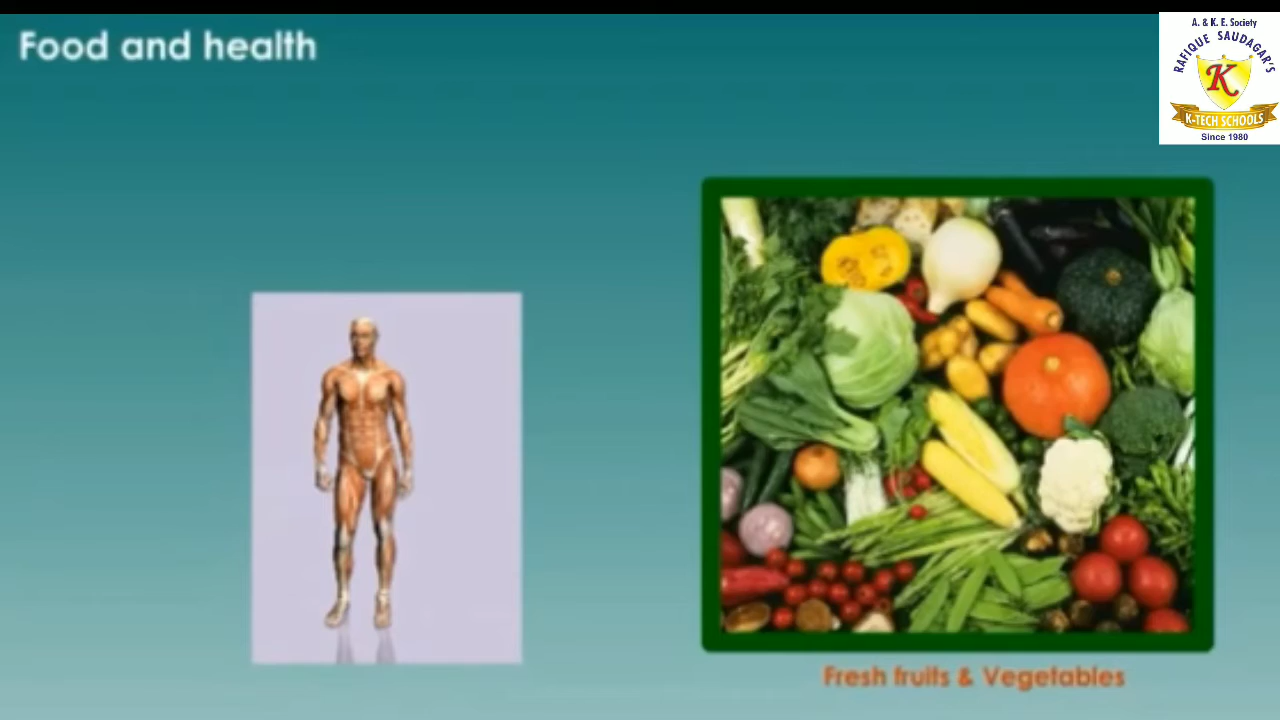 Food and health
A. & K. E. Society
RAFIQUE SAUDAGAR'S
K
K-TECH SCHOOLS
Since 1980
Fresh fruits & Vegetables